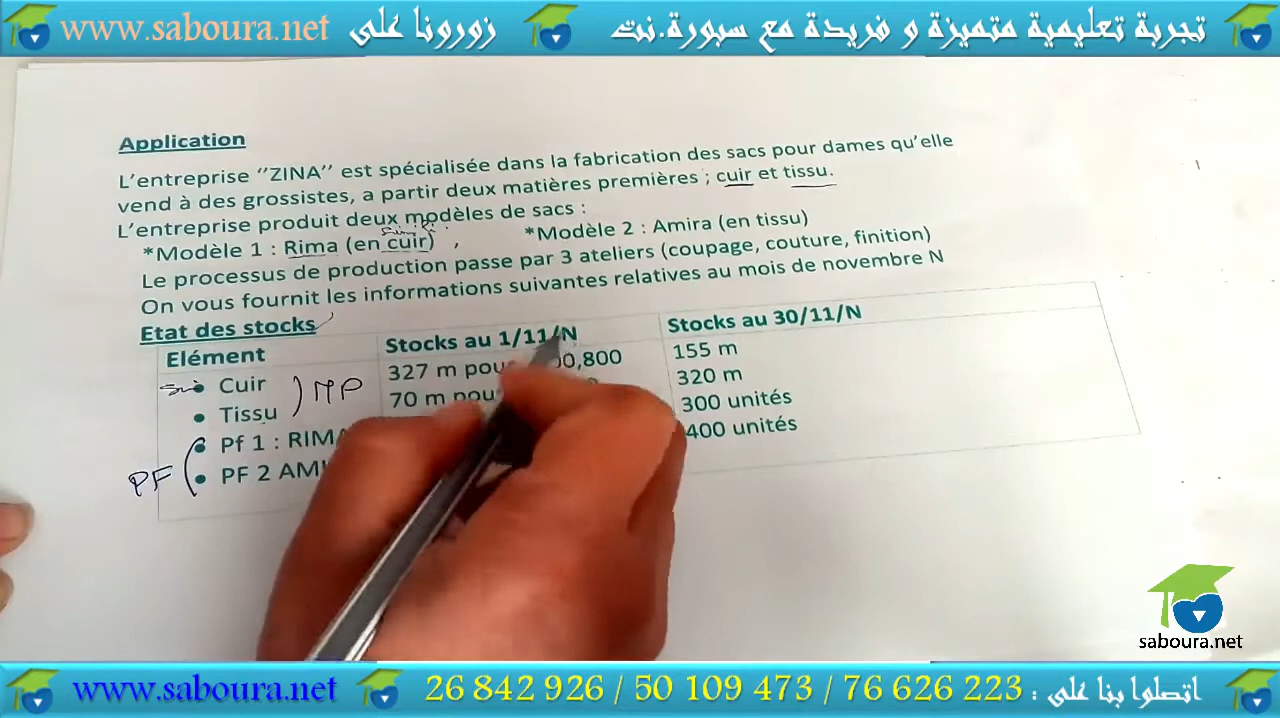 تجربة تعليمية متميزة و فريدة مع سبورة.نت زورونا على www.saboura.net
Application
L'entreprise ''ZINA'' est spécialisée dans la fabrication des sacs pour dames qu'elle
vend à des grossistes, a partir deux matières premières ; cuir et tissu.
L'entreprise produit deux modèles de sacs :
*Modèle 1 : Rima (en cuir) , *Modèle 2 : Amira (en tissu)
Le processus de production passe par 3 ateliers (coupage, couture, finition)
On vous fournit les informations suivantes relatives au mois de novembre N
Etat des stocks
Elément Stocks au 1/11/N Stocks au 30/11/N
Cuir MP 327 m 00,800 155 m
Tissu 70 m 320 m
Pf 1 : RIMA 300 unités
PF PF 2 400 unités
saboura.net
www.saboura.net 26 842 926 / 50 109 473 / 76 626 223 : اتصلوا بنا على